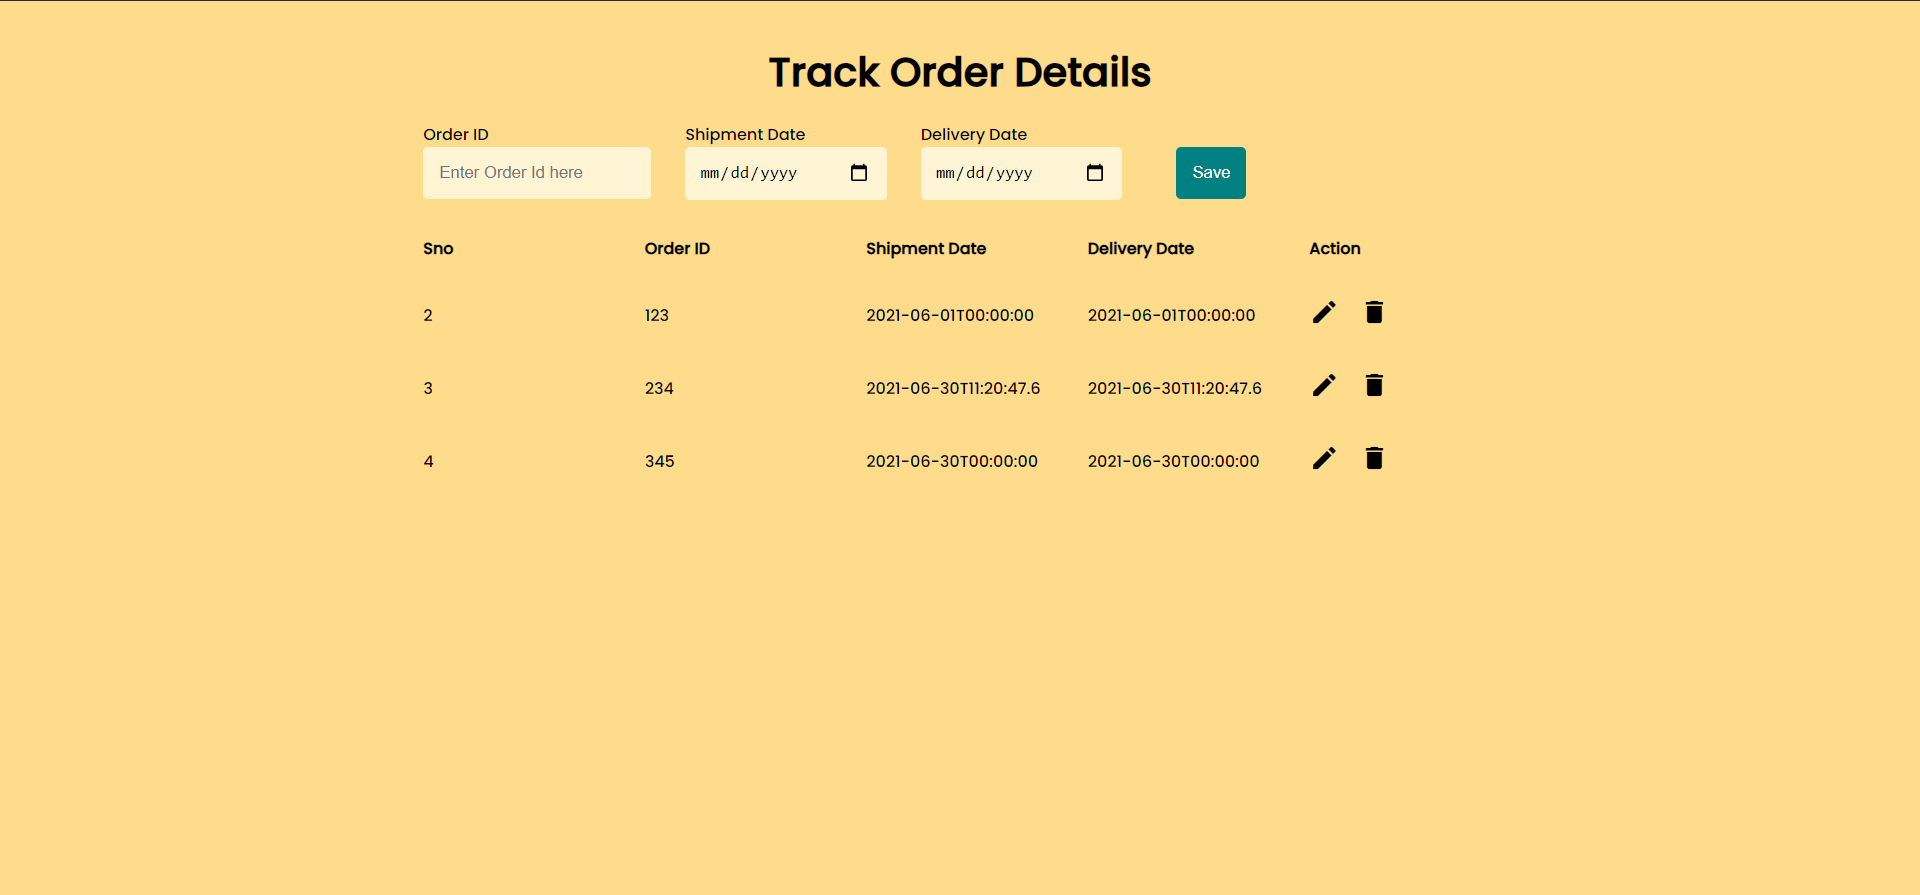 Track Order Details
Order ID Shipment Date Delivery Date
Enter Order Id here mm/dd/yyyy mm/dd/yyyy Save
Sno Order ID Shipment Date Delivery Date Action
2 123 2021-06-01T00:00:00 2021-06-01T00:00:00
3 234 2021-06-30T11:20:47.6 2021-06-30T11:20:47.6
4 345 2021-06-30T00:00:00 2021-06-30T00:00:00